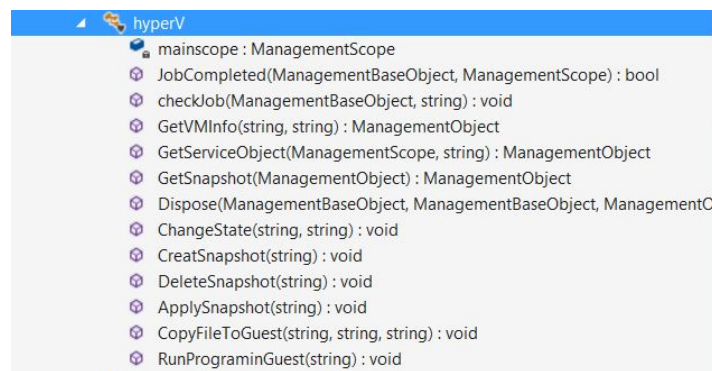 hyperV
mainscope : ManagementScope
JobCompleted(ManagementBaseObject, ManagementScope) : bool
checkJob(ManagementBaseObject, string) : void
GetVMInfo(string, string) : ManagementObject
GetServiceObject(ManagementScope, string) : ManagementObject
GetSnapshot(ManagementObject) : ManagementObject
Dispose(ManagementBaseObject, ManagementBaseObject, ManagementO
ChangeState(string, string) : void
CreatSnapshot(string) : void
DeleteSnapshot(string) : void
ApplySnapshot(string) : void
CopyFileToGuest(string, string, string) : void
RunPrograminGuest(string) : void